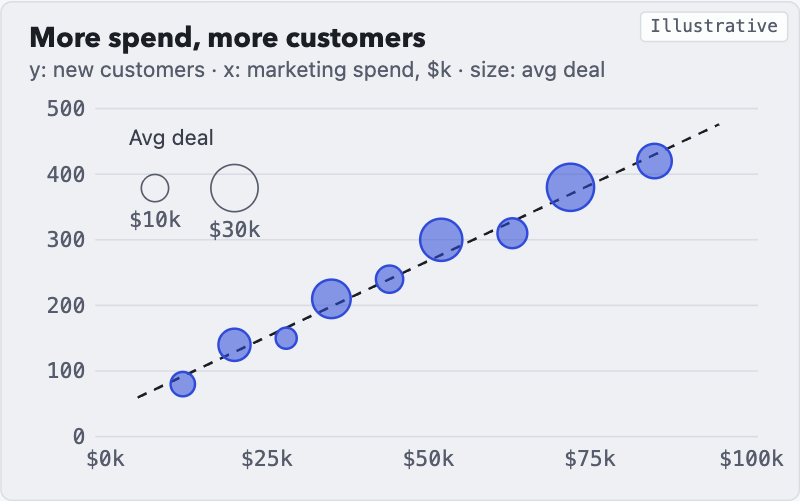 More spend, more customers
Illustrative
y: new customers · x: marketing spend, $k · size: avg deal
500
Avg deal
400
$10k
$30k
300
200
100
0
$0k $25k $50k $75k $100k